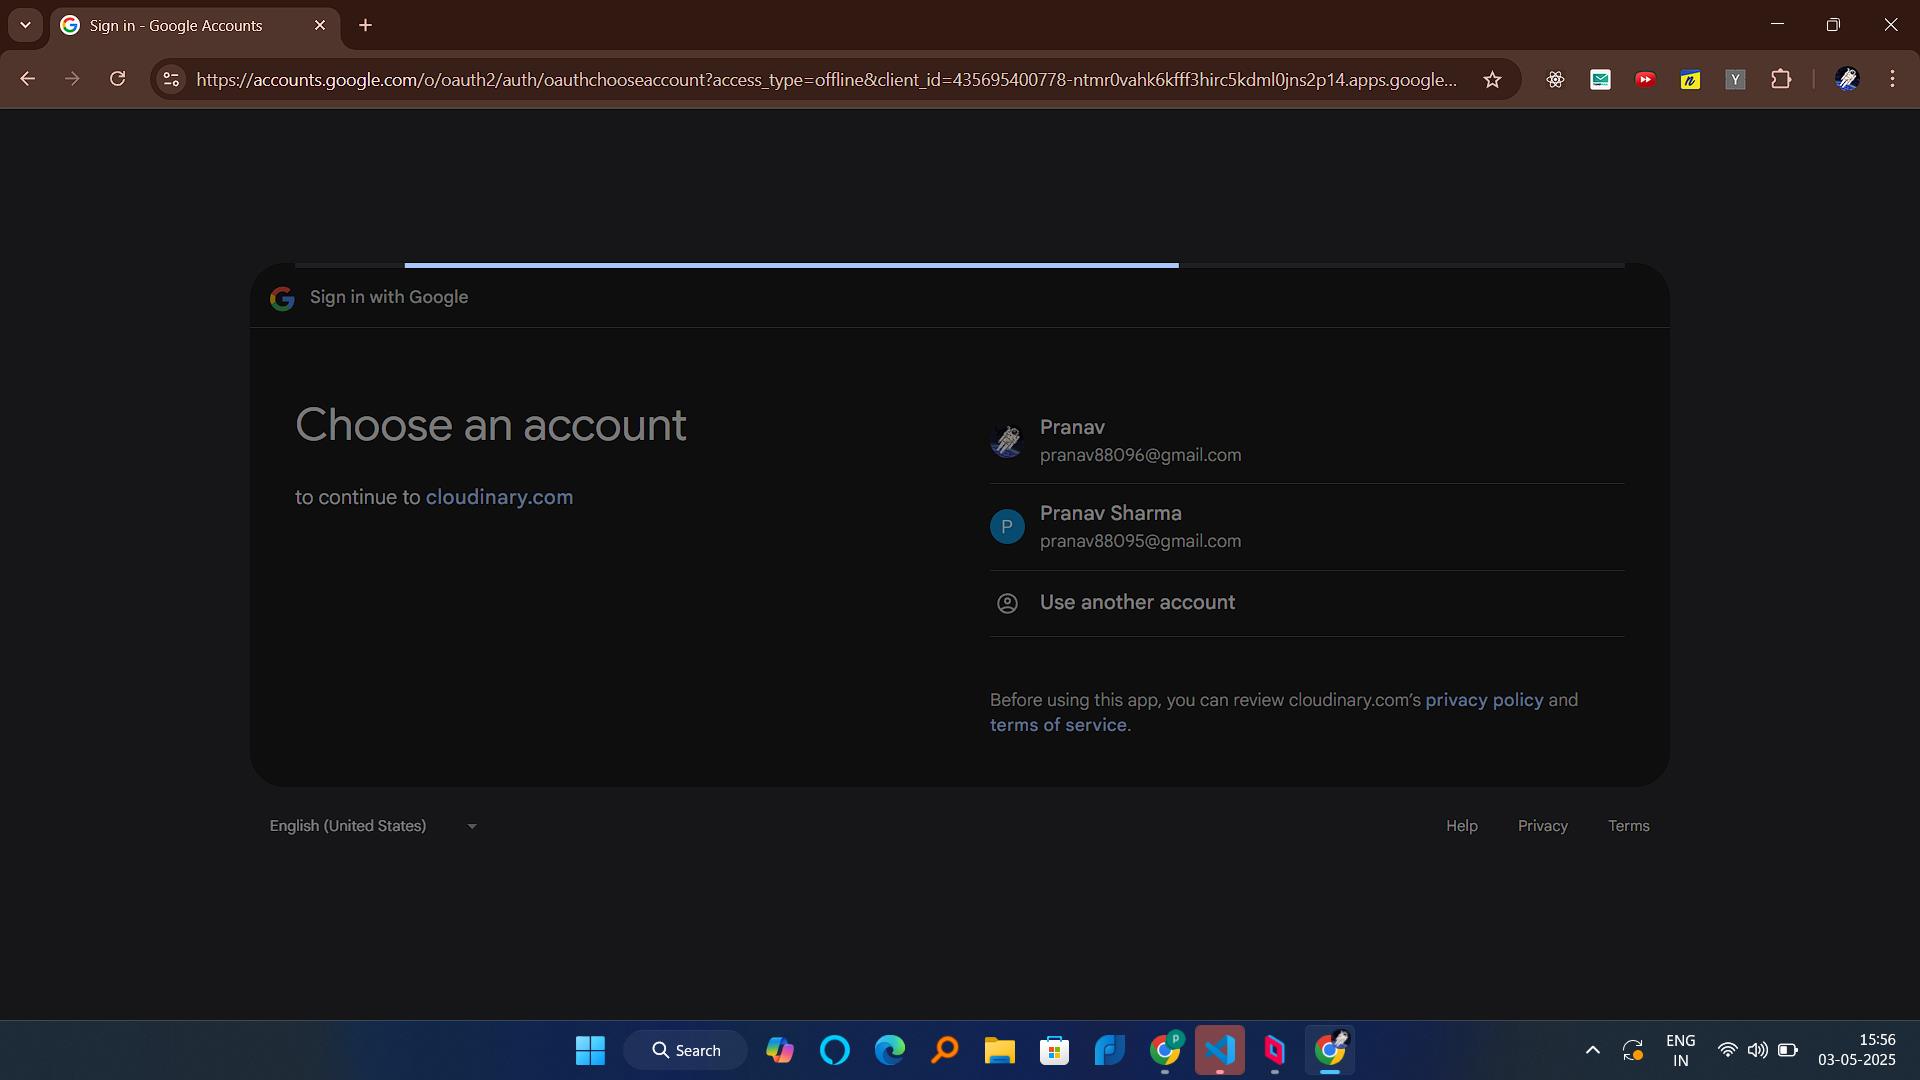 Sign in - Google Accounts
https://accounts.google.com/o/oauth2/auth/oauthchooseaccount?access_type=offline&client_id=435695400778-ntmr0vahk6kfff3hirc5kdml0jns2p14.apps.google...
Y
Sign in with Google
Choose an account
to continue to cloudinary.com
Pranav
pranav88096@gmail.com
P
Pranav Sharma
pranav88095@gmail.com
Use another account
Before using this app, you can review cloudinary.com's privacy policy and
terms of service.
English (United States)
Help
Privacy
Terms
Search
P
ENG
IN
15:56
03-05-2025